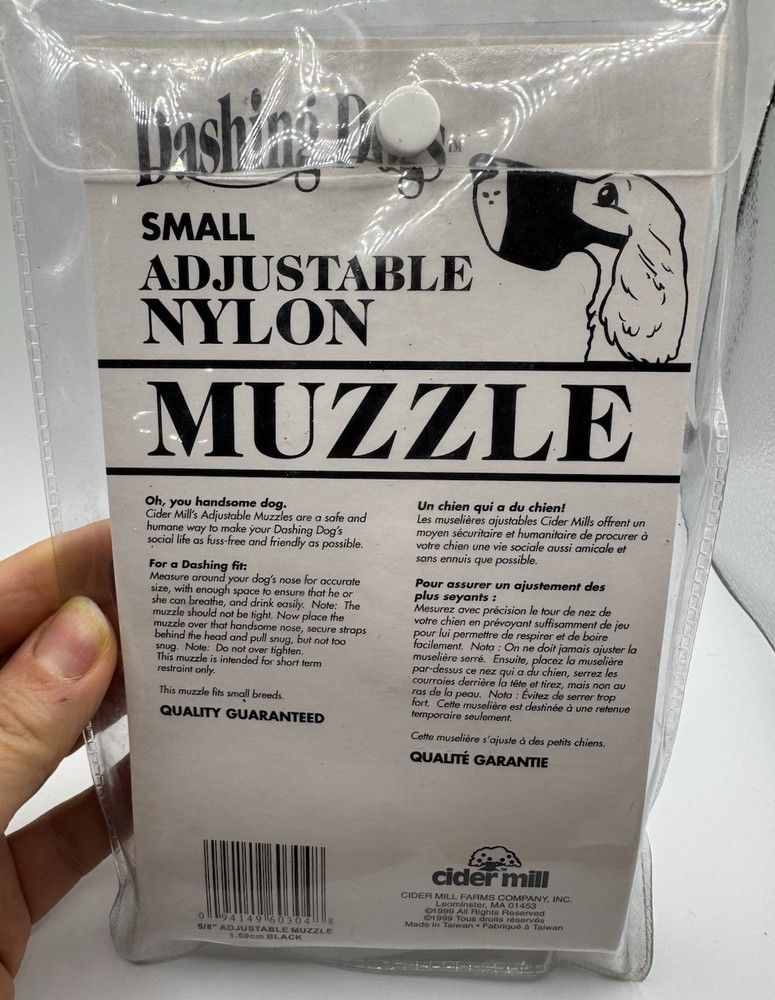 Dashing Dogs™
SMALL
ADJUSTABLE
NYLON
MUZZLE
Oh, you handsome dog.
Cider Mill's Adjustable Muzzles are a safe and
humane way to make your Dashing Dog's
social life as fuss-free and friendly as possible.
For a Dashing fit:
Measure around your dog's nose for accurate
size, with enough space to ensure that he or
she can breathe, and drink easily. Note: The
muzzle should not be tight. Now place the
muzzle over that handsome nose, secure straps
behind the head and pull snug, but not too
snug. Note: Do not over tighten.
This muzzle is intended for short term
restraint only.
This muzzle fits small breeds.
QUALITY GUARANTEED
Un chien qui a du chien!
Les muselières ajustables Cider Mills offrent un
moyen sécuritaire et humanitaire de procurer à
votre chien une vie sociale aussi amicale et
sans ennuis que possible.
Pour assurer un ajustement des
plus seyants :
Mesurez avec précision le tour de nez de
votre chien en prévoyant suffisamment de jeu
pour lui permettre de respirer et de boire
facilement. Nota : On ne doit jamais ajuster la
muselière serré. Ensuite, placez la muselière
par-dessus ce nez qui a du chien, serrez les
courroies derrière la tête et tirez, mais non au
ras de la peau. Nota : Évitez de serrer trop
fort. Cette muselière est destinée à une retenue
temporaire seulement.
Cette muselière s'ajuste à des petits chiens.
QUALITÉ GARANTIE
0 94149 60304 8
5/8" ADJUSTABLE MUZZLE
1.59cm BLACK
cider mill
CIDER MILL FARMS COMPANY, INC.
Leominster, MA 01453
©1999 All Rights Reserved
©1999 Tous droits réservés
Made in Taiwan • Fabriqué à Taiwan